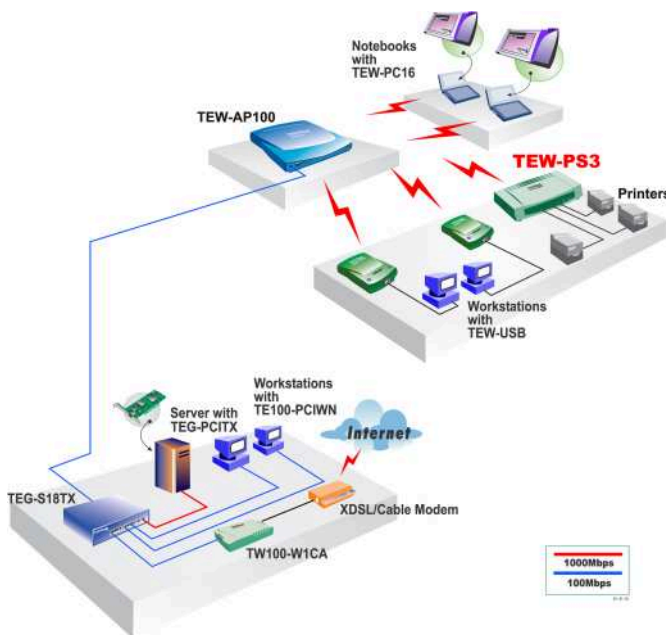 Notebooks
with
TEW-PC16
TEW-AP100
TEW-PS3
Printers
Workstations
with
TEW-USB
Workstations
with
TE100-PCIWN
Server with
TEG-PCITX
Internet
TEG-S18TX
XDSL/Cable Modem
TW100-W1CA
1000Mbps
100Mbps